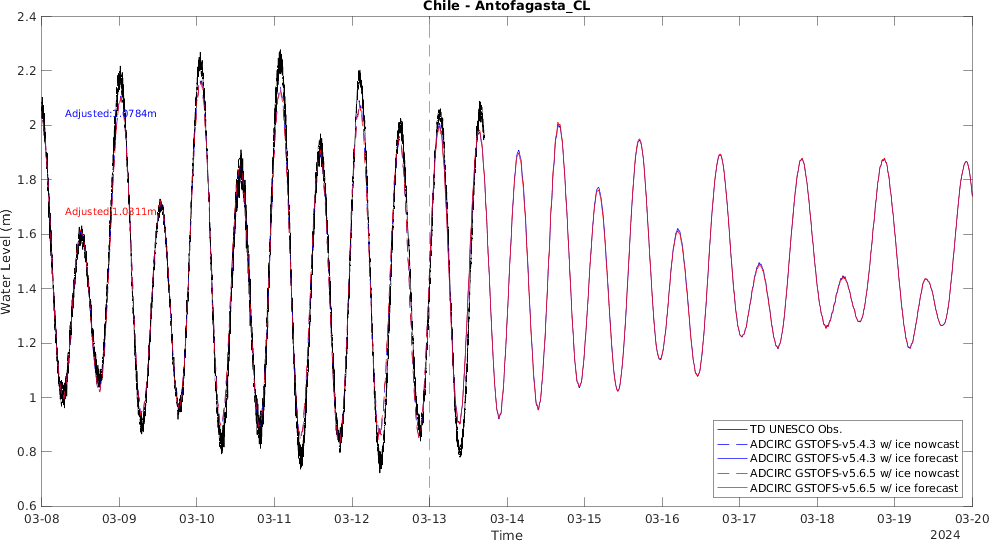 Chile - Antofagasta_CL
2.4
2.2
2
1.8
1.6
1.4
1.2
1
0.8
0.6
Water Level (m)
Adjusted:1.0784m
Adjusted:1.0811m
TD UNESCO Obs.
ADCIRC GSTOFS-v5.4.3 w/ ice nowcast
ADCIRC GSTOFS-v5.4.3 w/ ice forecast
ADCIRC GSTOFS-v5.6.5 w/ ice nowcast
ADCIRC GSTOFS-v5.6.5 w/ ice forecast
03-08 03-09 03-10 03-11 03-12 03-13 03-14 03-15 03-16 03-17 03-18 03-19 03-20
Time
2024